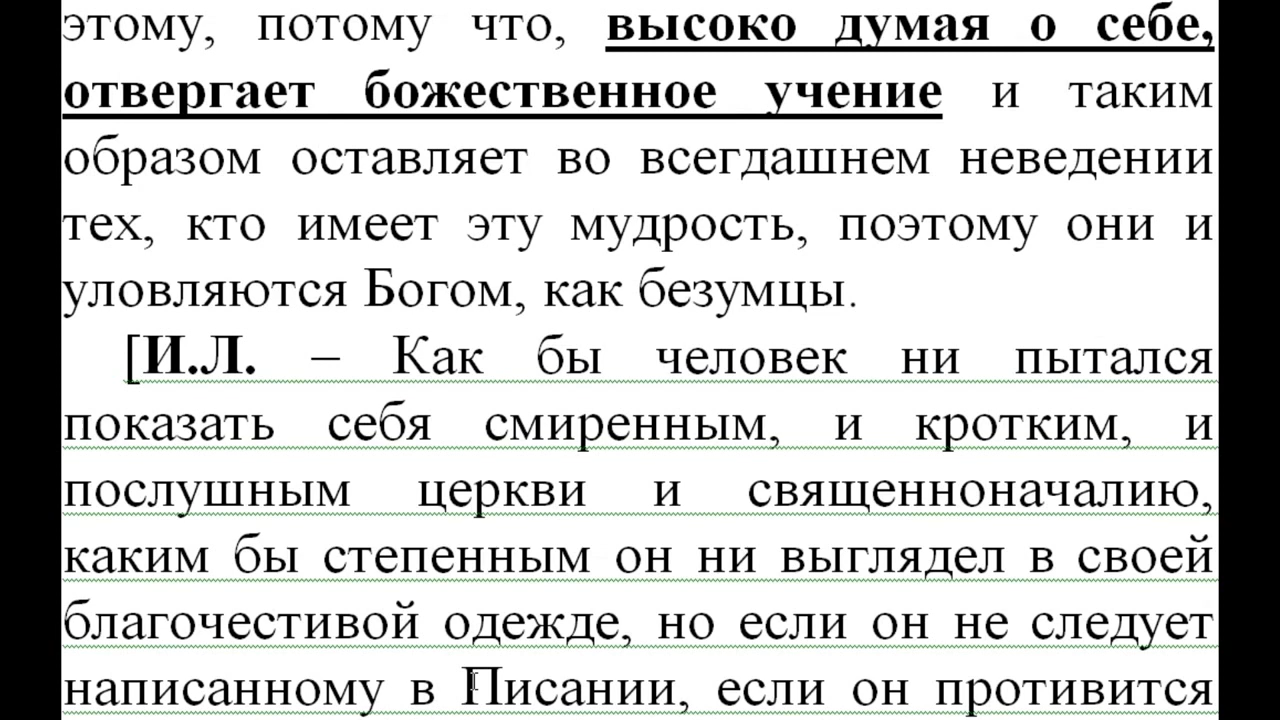 этому, потому что, высоко думая о себе,
отвергает божественное учение и таким
образом оставляет во всегдашнем неведении
тех, кто имеет эту мудрость, поэтому они и
уловляются Богом, как безумцы.
[И.Л. – Как бы человек ни пытался
показать себя смиренным, и кротким, и
послушным церкви и священноначалию,
каким бы степенным он ни выглядел в своей
благочестивой одежде, но если он не следует
написанному в Писании, если он противится